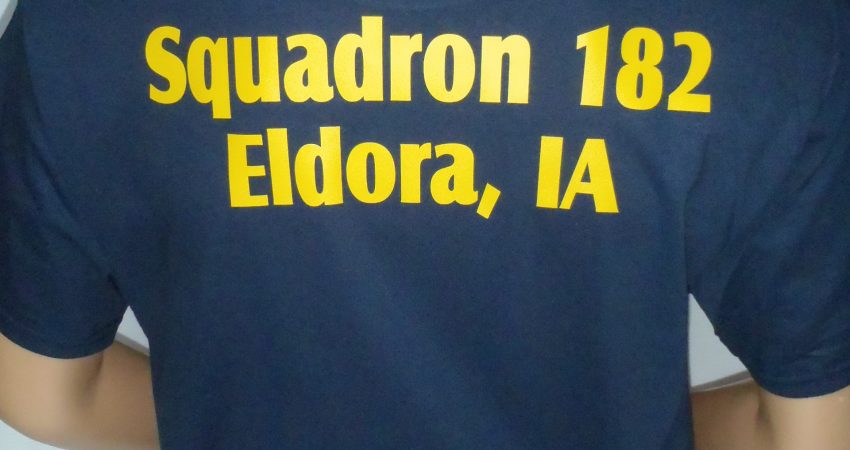 Squadron 182
Eldora, IA